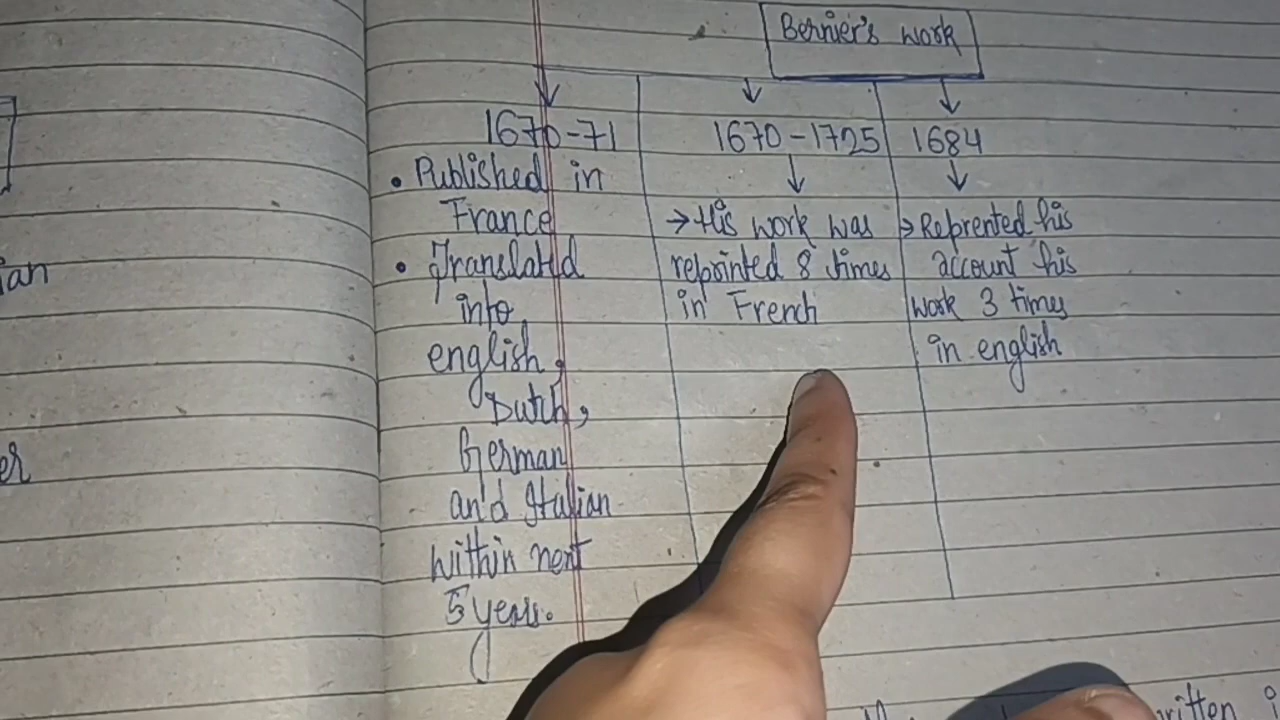 Bernier's work
1670-71
• Published in
France
• Translated
into
english,
Dutch,
German
and Italian
within next
5 years.
1670-1725
→ His work was
reprinted 8 times
in French
1684
→ Reprented his
account his
work 3 times
in english